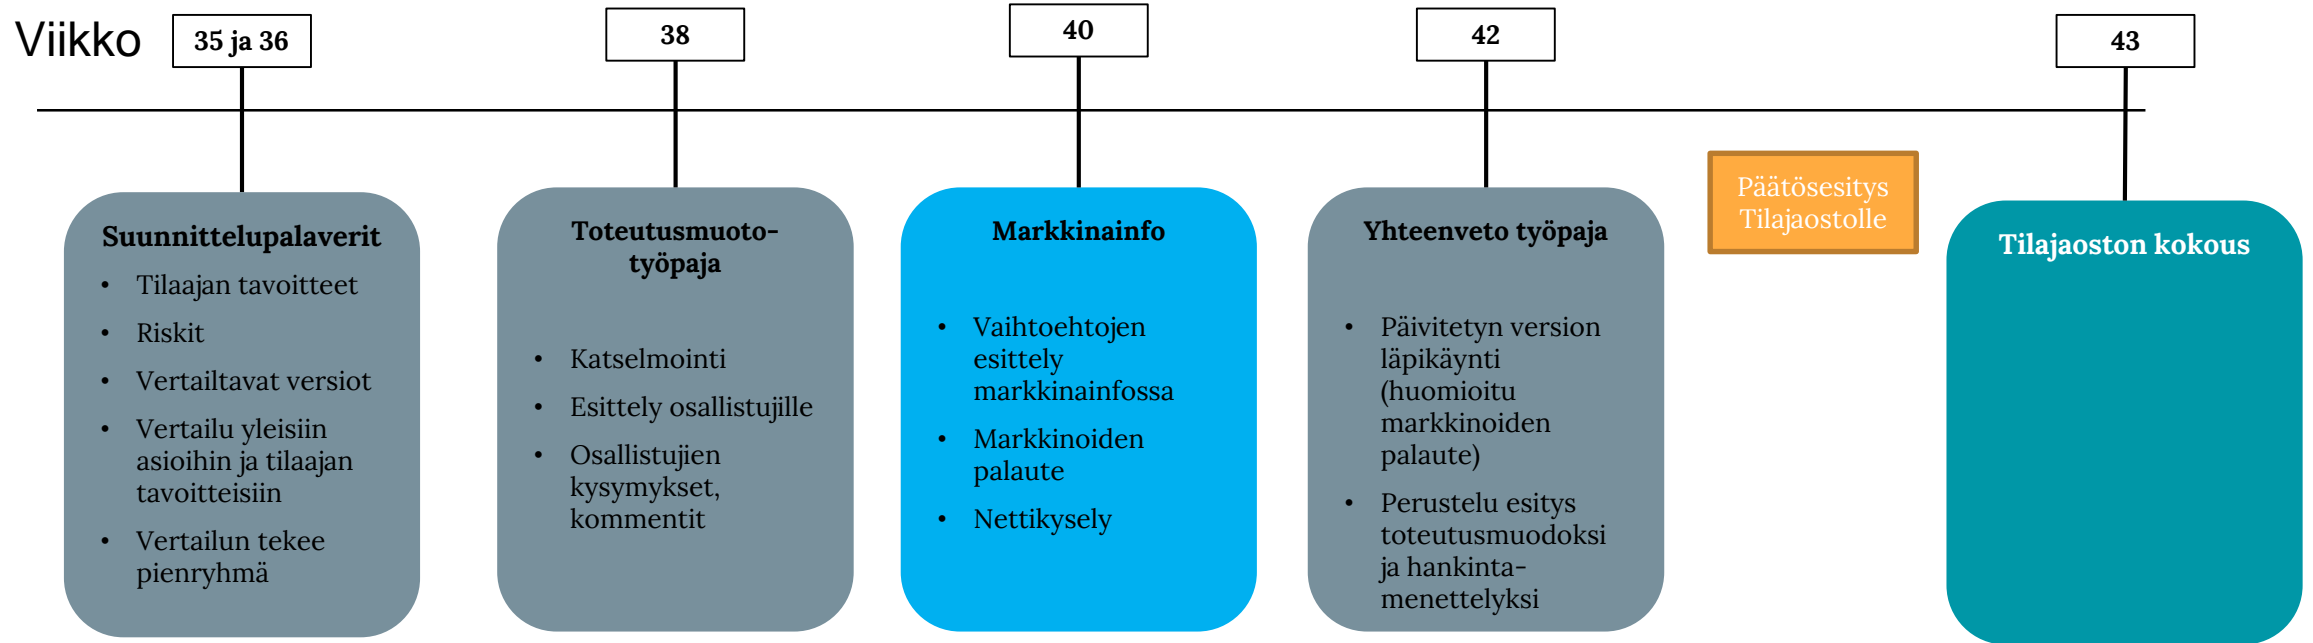 Viikko
35 ja 36
38
40
42
43
Suunnittelupalaverit
• Tilaajan tavoitteet
• Riskit
• Vertailtavat versiot
• Vertailu yleisiin
asioihin ja tilaajan
tavoitteisiin
• Vertailun tekee
pienryhmä
Toteutusmuoto-
työpaja
• Katselmointi
• Esittely osallistujille
• Osallistujien
kysymykset,
kommentit
Markkinainfo
• Vaihtoehtojen
esittely
markkinainfossa
• Markkinoiden
palaute
• Nettikysely
Yhteenveto työpaja
• Päivitetyn version
läpikäynti
(huomioitu
markkinoiden
palaute)
• Perustelu esitys
toteutusmuodoksi
ja hankinta-
menettelyksi
Päätösesitys
Tilajaostolle
Tilajaoston kokous